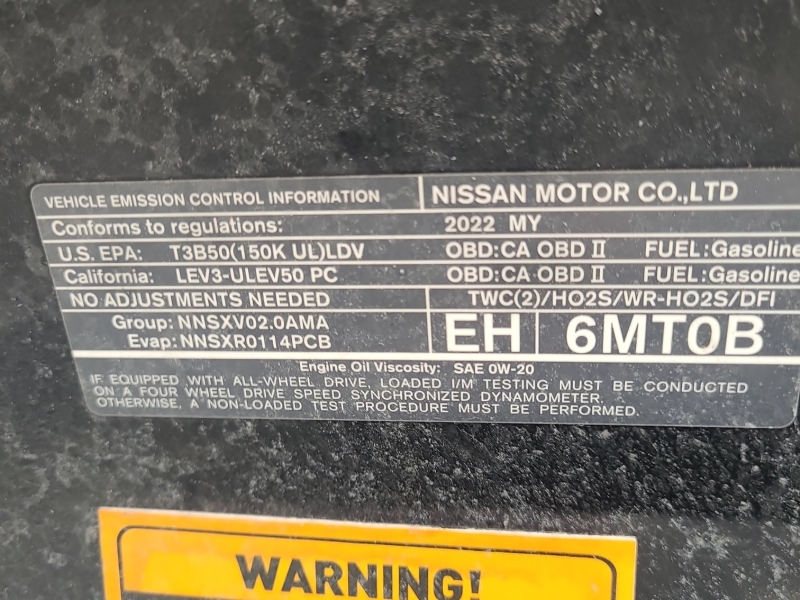 VEHICLE EMISSION CONTROL INFORMATION NISSAN MOTOR CO.,LTD
Conforms to regulations: 2022 MY
U.S. EPA: T3B50(150K UL)LDV OBD:CA OBD II FUEL:Gasoline
California: LEV3-ULEV50 PC OBD:CA OBD II FUEL:Gasoline
NO ADJUSTMENTS NEEDED TWC(2)/HO2S/WR-HO2S/DFI
Group: NNSXV02.0AMA EH 6MT0B
Evap: NNSXR0114PCB
Engine Oil Viscosity: SAE 0W-20
IF EQUIPPED WITH ALL-WHEEL DRIVE, LOADED I/M TESTING MUST BE CONDUCTED
ON A FOUR WHEEL DRIVE SPEED SYNCHRONIZED DYNAMOMETER.
OTHERWISE, A NON-LOADED TEST PROCEDURE MUST BE PERFORMED.
WARNING!